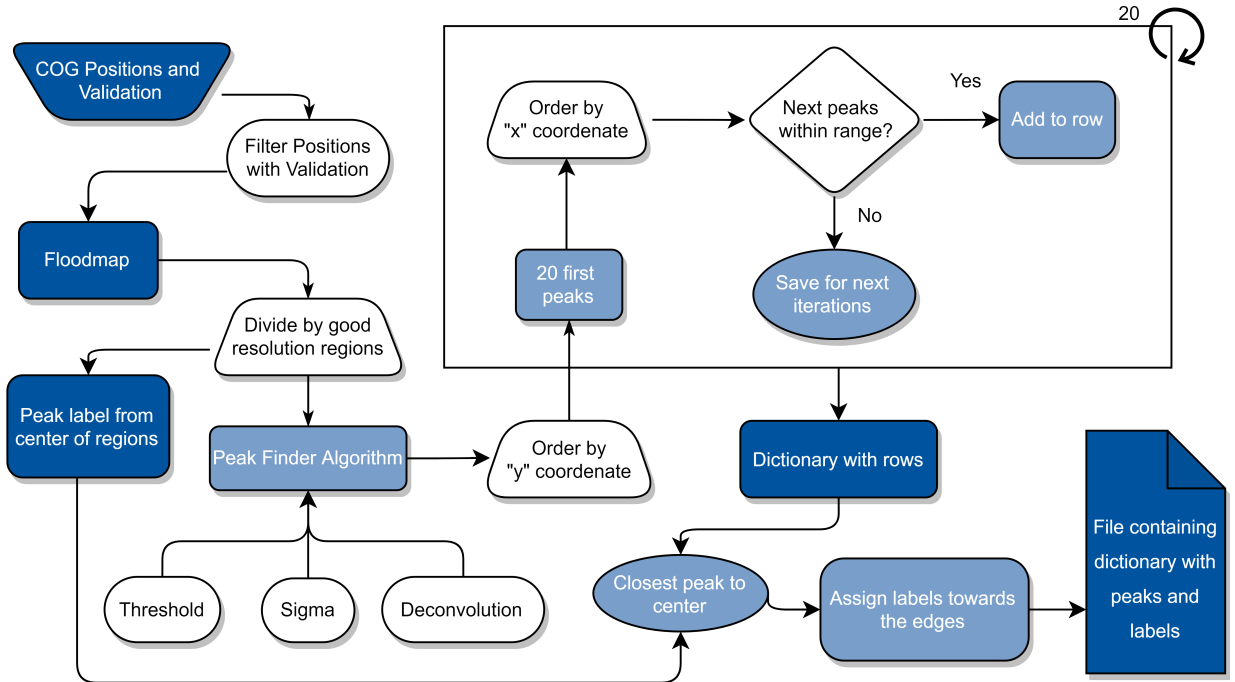 COG Positions and
Validation
Filter Positions
with Validation
Floodmap
Divide by good
resolution regions
Peak label from
center of regions
Peak Finder Algorithm
Threshold
Sigma
Deconvolution
Order by
"y" coordenate
20 first
peaks
Order by
"x" coordenate
Next peaks
within range?
Yes
Add to row
No
Save for next
iterations
20
Dictionary with rows
Closest peak to
center
Assign labels towards
the edges
File containing
dictionary with
peaks and
labels